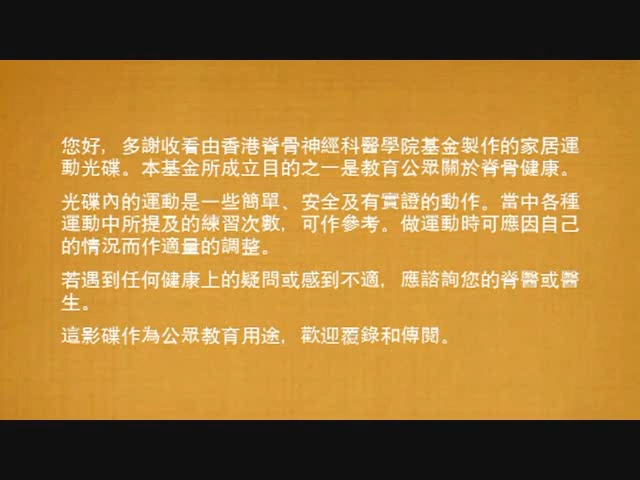 您好，多謝收看由香港脊骨神經科醫學院基金製作的家居運
動光碟。本基金所成立目的之一是教育公眾關於脊骨健康。
光碟內的運動是一些簡單、安全及有實證的動作。當中各種
運動中所提及的練習次數，可作參考。做運動時可應因自己
的情況而作適量的調整。
若遇到任何健康上的疑問或感到不適，應諮詢您的脊醫或醫
生。
這影碟作為公眾教育用途，歡迎覆錄和傳閱。